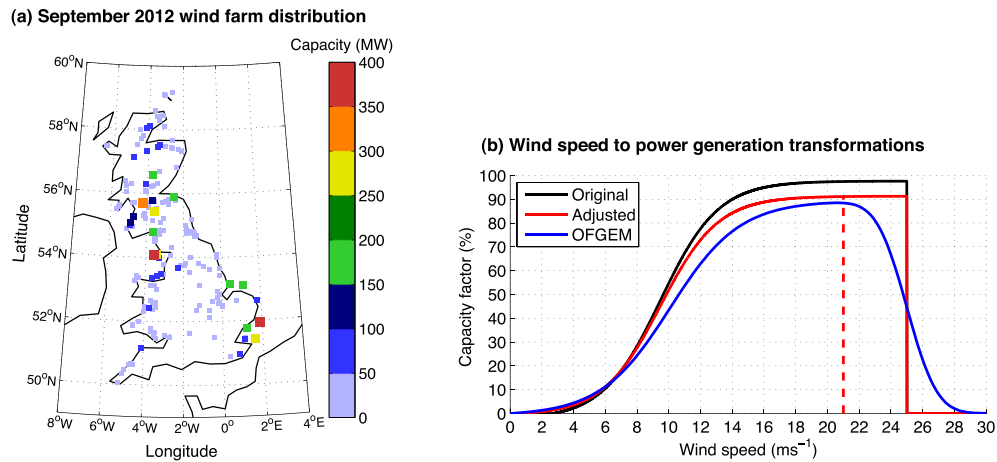 (a) September 2012 wind farm distribution
Capacity (MW)
60°N
58°N
56°N
54°N
52°N
50°N
Latitude
8°W 6°W 4°W 2°W 0°E 2°E 4°E
Longitude
400
350
300
250
200
150
100
50
0
(b) Wind speed to power generation transformations
100
90
80
70
60
50
40
30
20
10
0
Capacity factor (%)
Original
Adjusted
OFGEM
0 2 4 6 8 10 12 14 16 18 20 22 24 26 28 30
Wind speed (ms⁻¹)